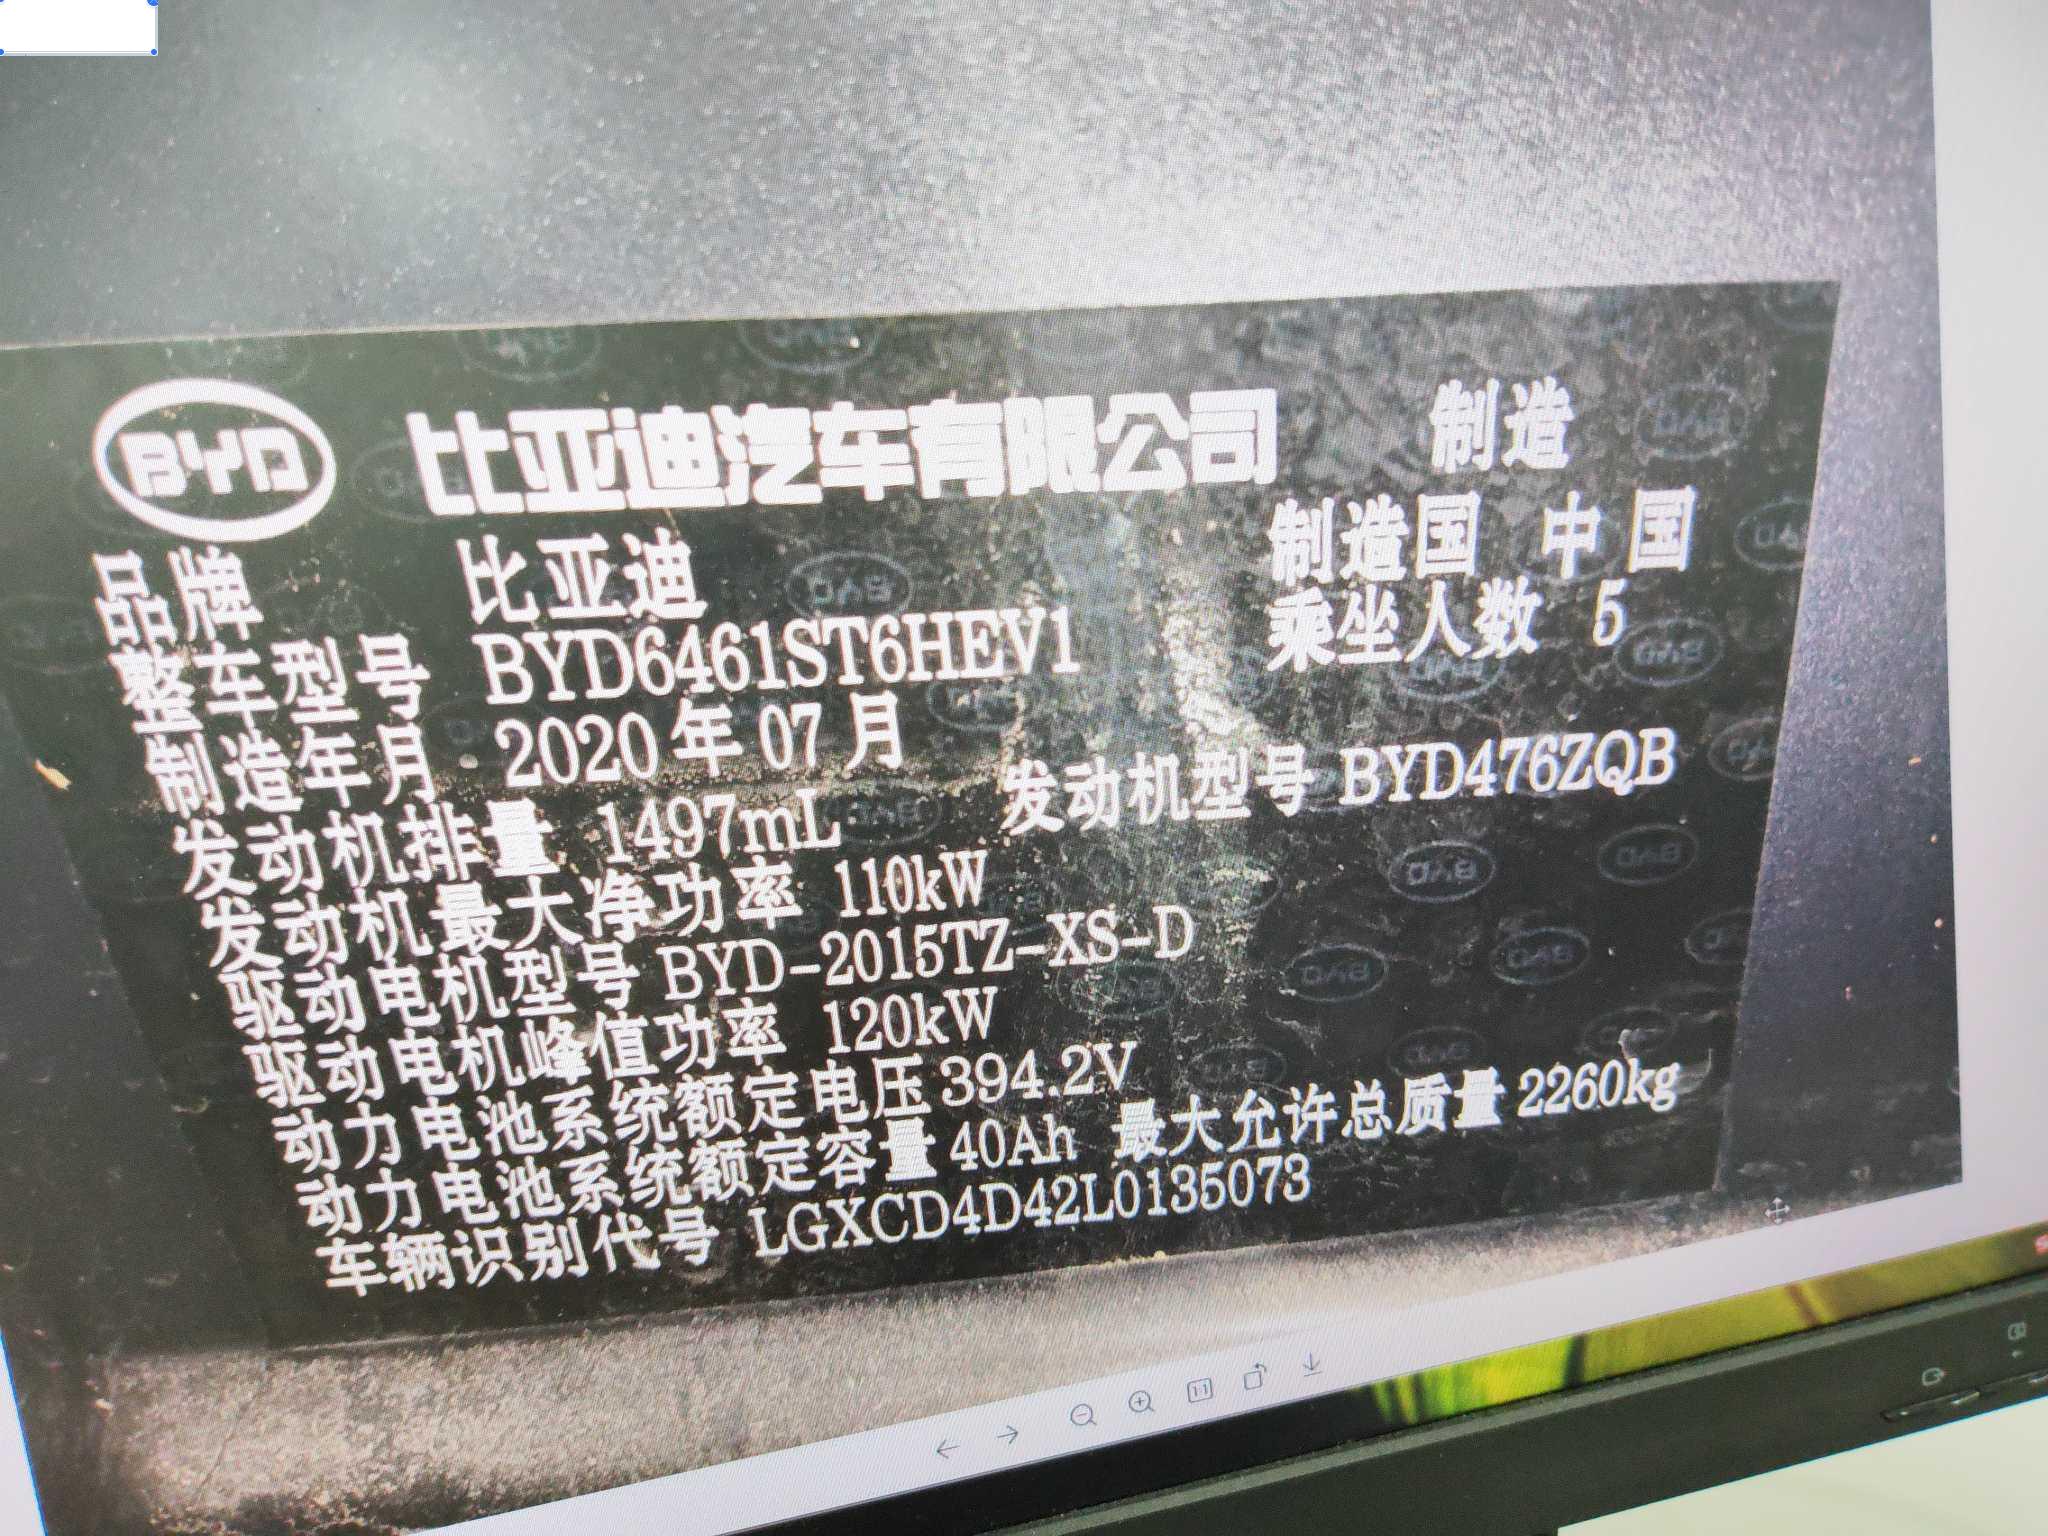 BYD 比亚迪汽车有限公司 制造
品牌 比亚迪 制造国 中国
整车型号 BYD6461ST6HEV1 乘坐人数 5
制造年月 2020年07月
发动机排量 1497mL 发动机型号 BYD476ZQB
发动机最大净功率 110kW
驱动电机型号 BYD-2015TZ-XS-D
驱动电机峰值功率 120kW
动力电池系统额定电压 394.2V
动力电池系统额定容量 40Ah 最大允许总质量 2260kg
车辆识别代号 LGXCD4D42L0135073
1:1